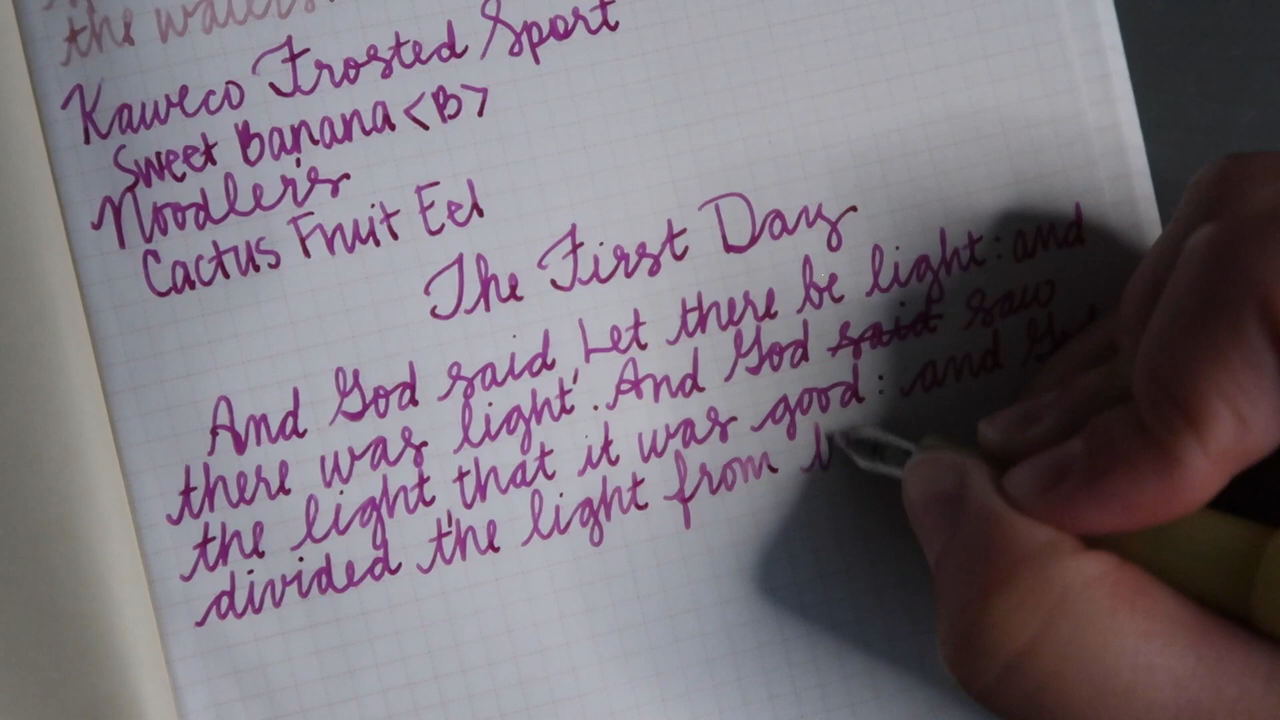 the waters.
Kaweco Frosted Sport
Sweet Banana <B>
Noodler's
Cactus Fruit Eel
The First Day
And God said, Let there be light: and
there was light. And God said saw
the light that it was good: and
divided the light from